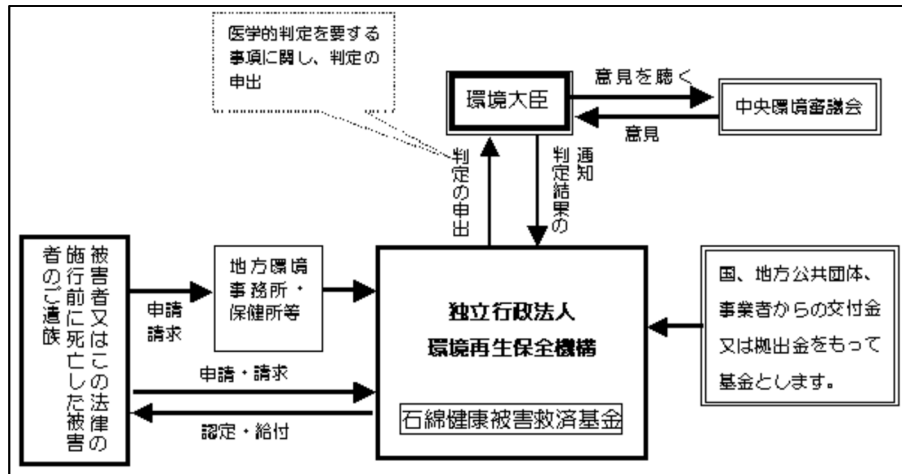 医学的判定を要する
事項に関し、判定の
申出
環境大臣
意見を聴く
意見
中央環境審議会
判定の申出
通知
判定結果の
被害者又はこの法律の
施行前に死亡した被害
者のご遺族
申請
請求
地方環境
事務所・
保健所等
申請・請求
認定・給付
独立行政法人
環境再生保全機構
石綿健康被害救済基金
国、地方公共団体、
事業者からの交付金
又は拠出金をもって
基金とします。